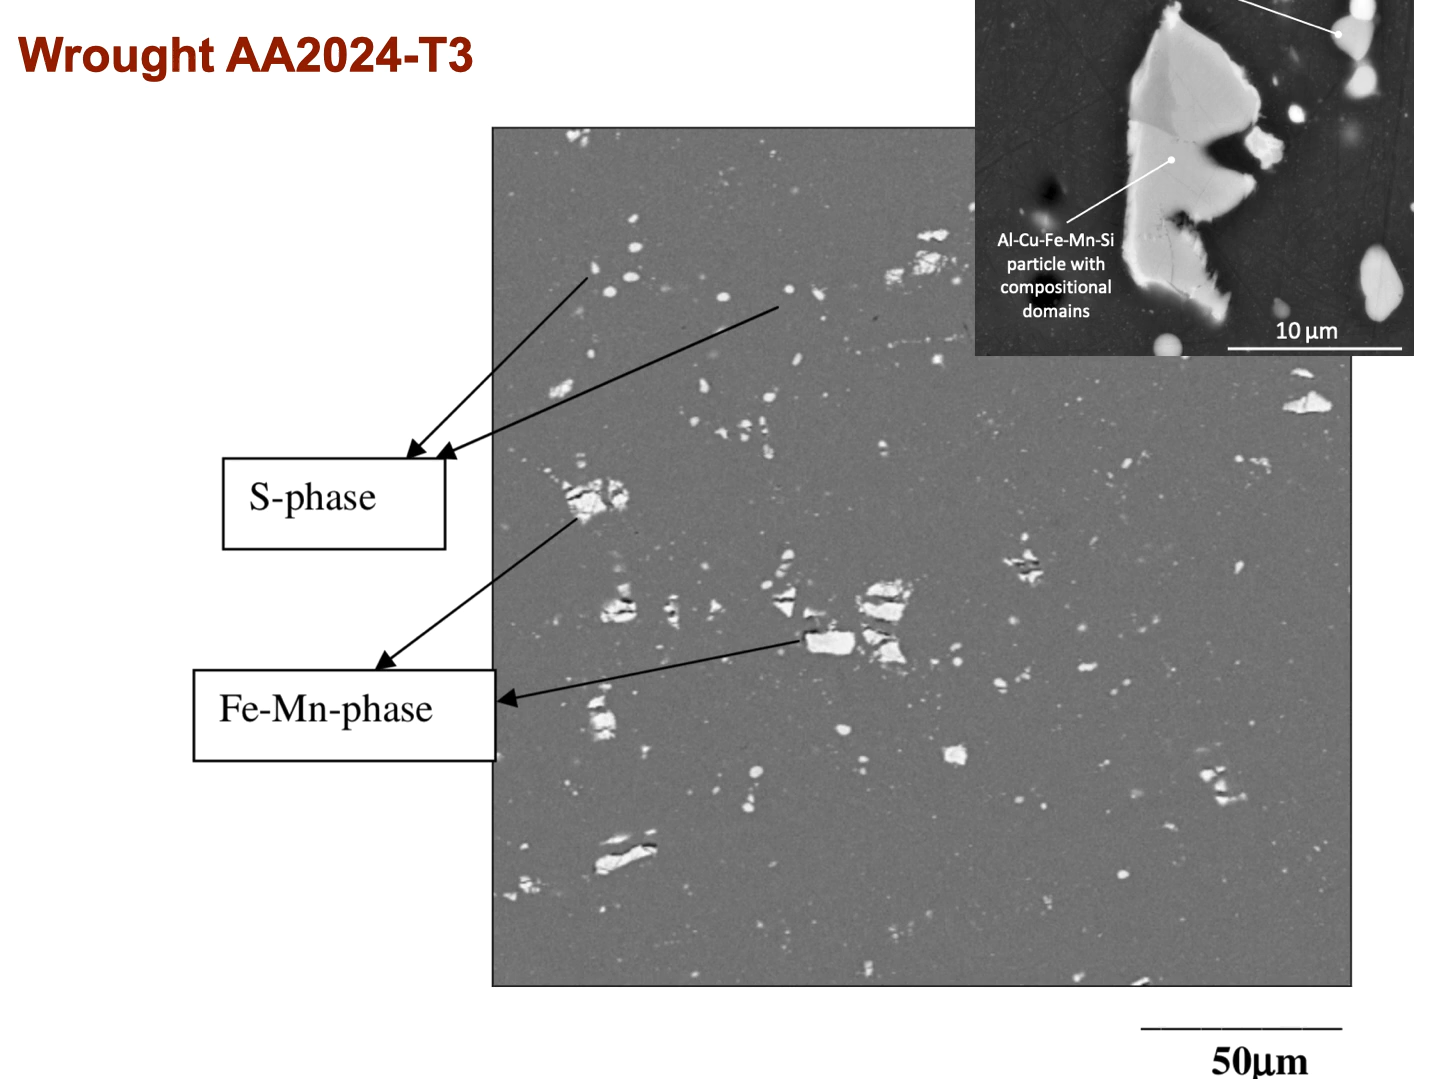 Wrought AA2024-T3
Al-Cu-Fe-Mn-Si
particle with
compositional
domains
10 µm
S-phase
Fe-Mn-phase
50µm